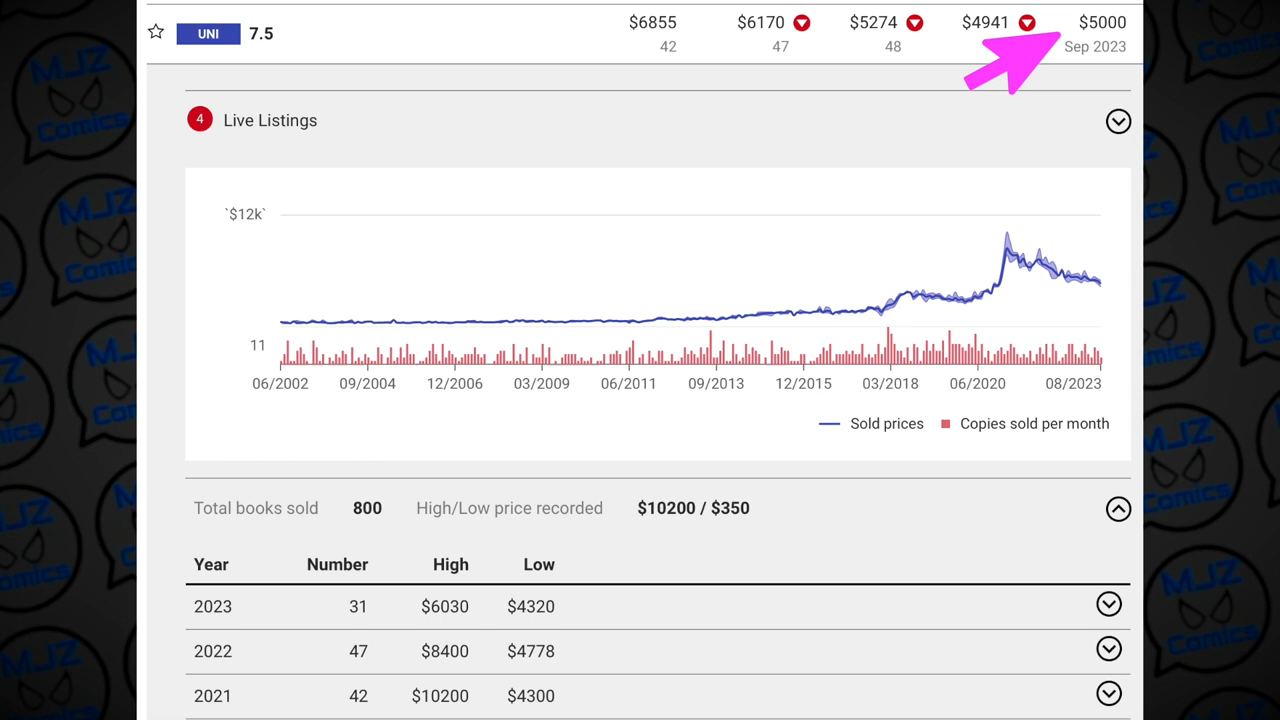 UNI 7.5 $6855 $6170 $5274 $4941 $5000
42 47 48 Sep 2023
4 Live Listings
`$12k`
11
06/2002 09/2004 12/2006 03/2009 06/2011 09/2013 12/2015 03/2018 06/2020 08/2023
Sold prices Copies sold per month
Total books sold 800 High/Low price recorded $10200 / $350
Year Number High Low
2023 31 $6030 $4320
2022 47 $8400 $4778
2021 42 $10200 $4300
MJZ
Comics